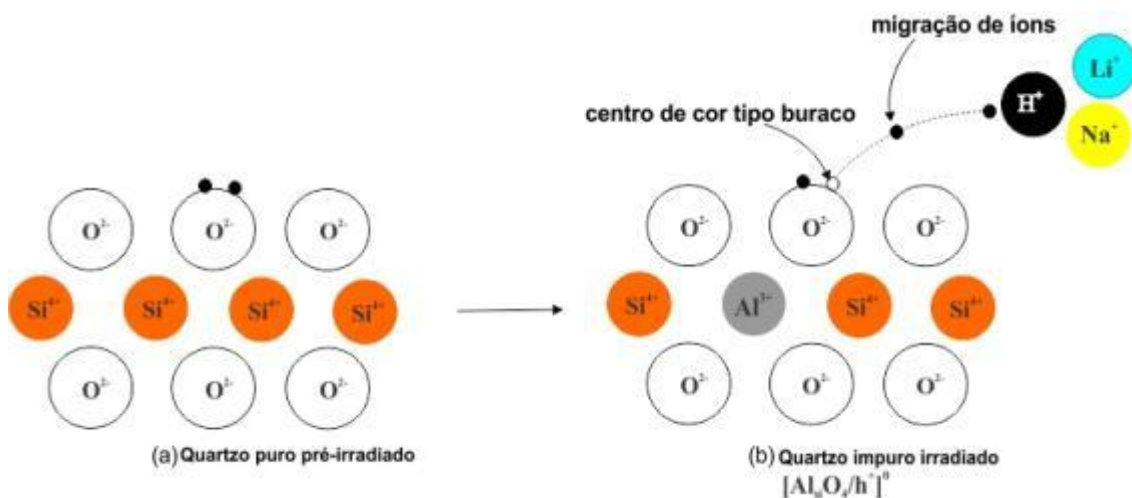 migração de íons
Li⁺
H⁺
centro de cor tipo buraco
Na⁺
O²⁻ O²⁻ O²⁻ O²⁻ O²⁻ O²⁻
Si⁴⁺ Si⁴⁺ Si⁴⁺ Si⁴⁺ Si⁴⁺ Al³⁺ Si⁴⁺ Si⁴⁺
O²⁻ O²⁻ O²⁻ O²⁻ O²⁻ O²⁻
(a) Quartzo puro pré-irradiado
(b) Quartzo impuro irradiado
[Al_SiO₄/h⁺]⁰